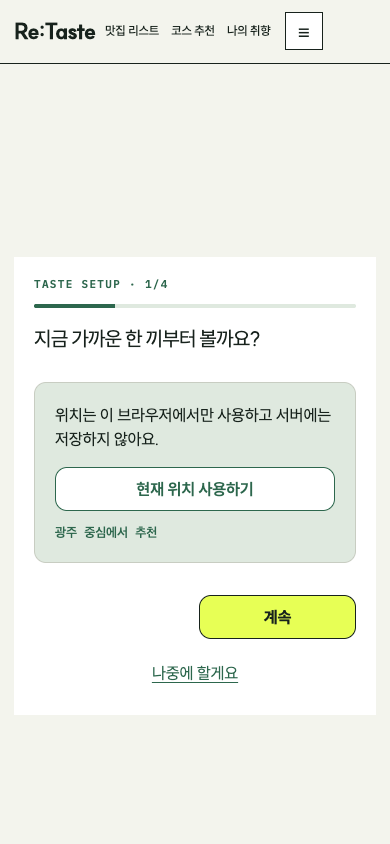 Re:Taste 맛집 리스트 코스 추천 나의 취향 ≡
TASTE SETUP · 1/4
지금 가까운 한 끼부터 볼까요?
위치는 이 브라우저에서만 사용하고 서버에는
저장하지 않아요.
현재 위치 사용하기
광주 중심에서 추천
계속
나중에 할게요